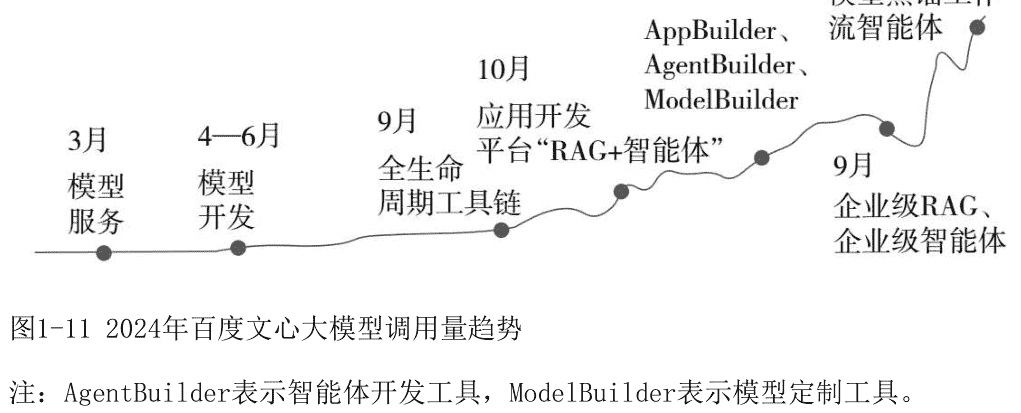 3月
模型
服务
4—6月
模型
开发
9月
全生命
周期工具链
10月
应用开发
平台“RAG+智能体”
AppBuilder、
AgentBuilder、
ModelBuilder
流智能体
9月
企业级RAG、
企业级智能体
图1-11 2024年百度文心大模型调用量趋势
注：AgentBuilder表示智能体开发工具，ModelBuilder表示模型定制工具。